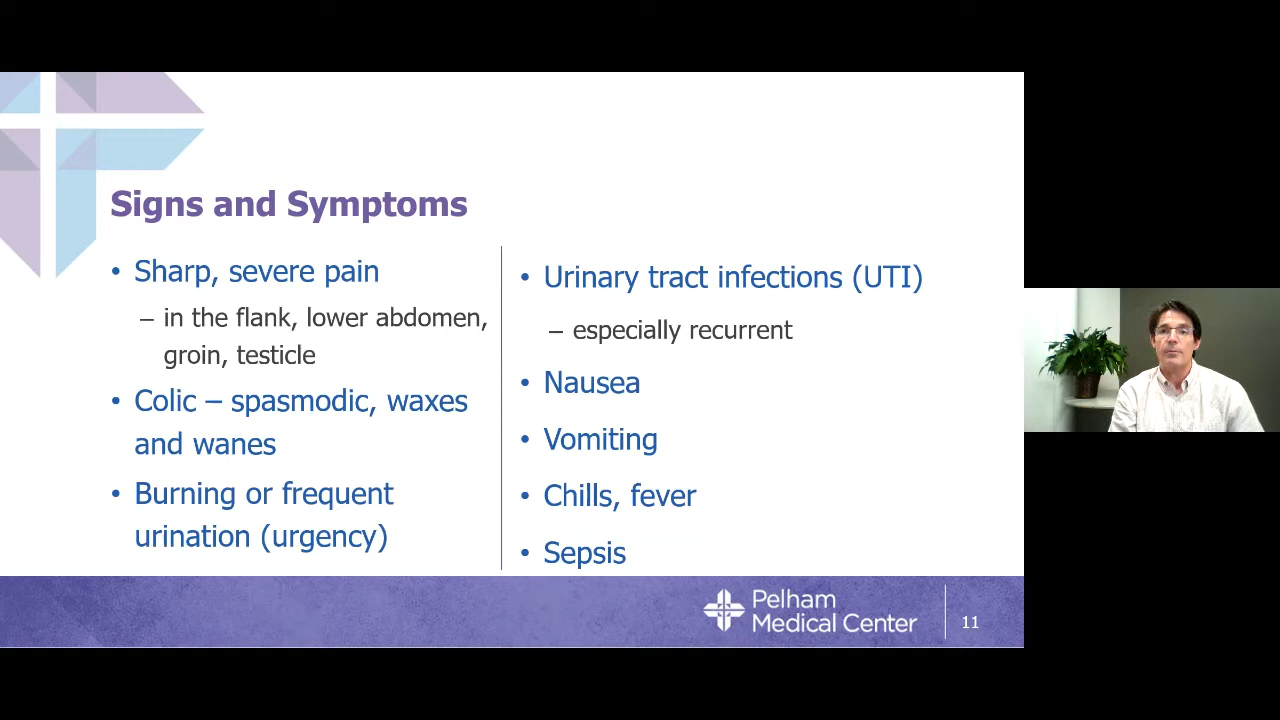 Signs and Symptoms
• Sharp, severe pain
– in the flank, lower abdomen,
groin, testicle
• Colic – spasmodic, waxes
and wanes
• Burning or frequent
urination (urgency)
• Urinary tract infections (UTI)
– especially recurrent
• Nausea
• Vomiting
• Chills, fever
• Sepsis
Pelham
Medical Center
11